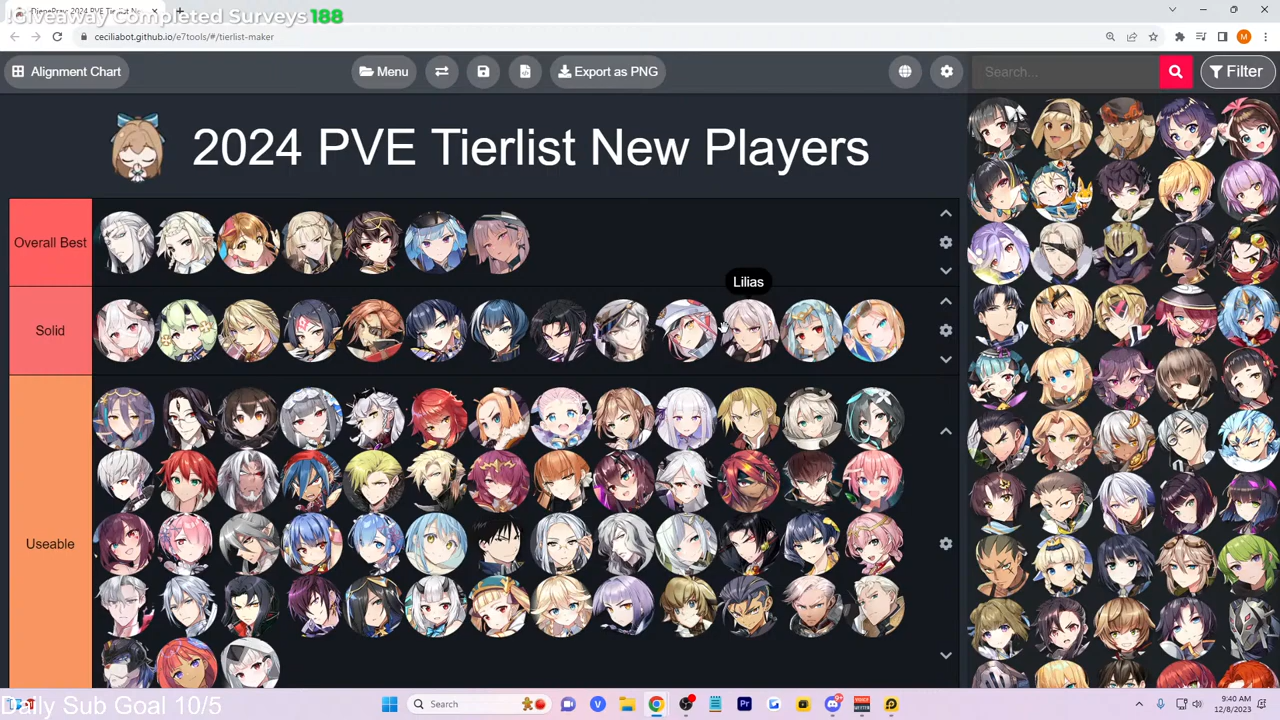 !Giveaway Completed Surveys 188
ceciliabot.github.io/e7tools/#/tierlist-maker
Alignment Chart
Menu
Export as PNG
Search...
Filter
2024 PVE Tierlist New Players
Overall Best
Lilias
Solid
Useable
Daily Sub Goal 10/5
Search
9:40 AM
12/8/2023